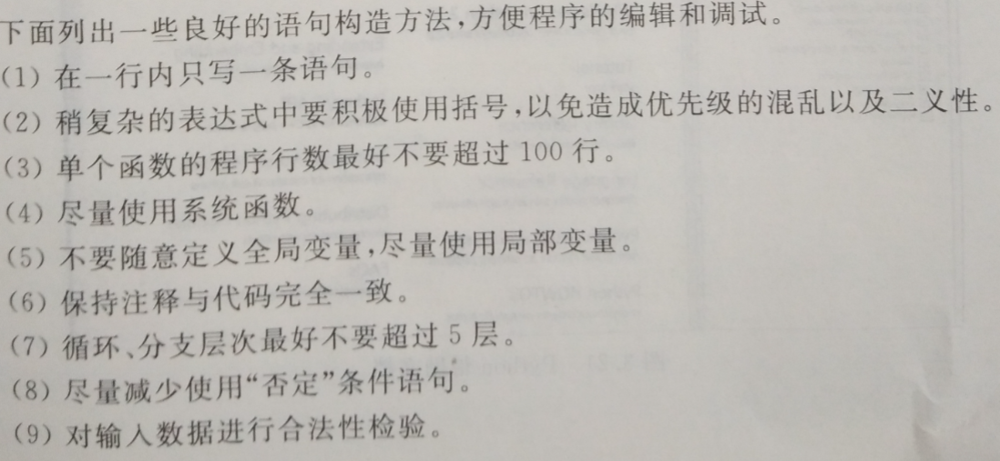 下面列出一些良好的语句构造方法,方便程序的编辑和调试。
(1) 在一行内只写一条语句。
(2) 稍复杂的表达式中要积极使用括号,以免造成优先级的混乱以及二义性。
(3) 单个函数的程序行数最好不要超过 100 行。
(4) 尽量使用系统函数。
(5) 不要随意定义全局变量,尽量使用局部变量。
(6) 保持注释与代码完全一致。
(7) 循环、分支层次最好不要超过 5 层。
(8) 尽量减少使用“否定”条件语句。
(9) 对输入数据进行合法性检验。